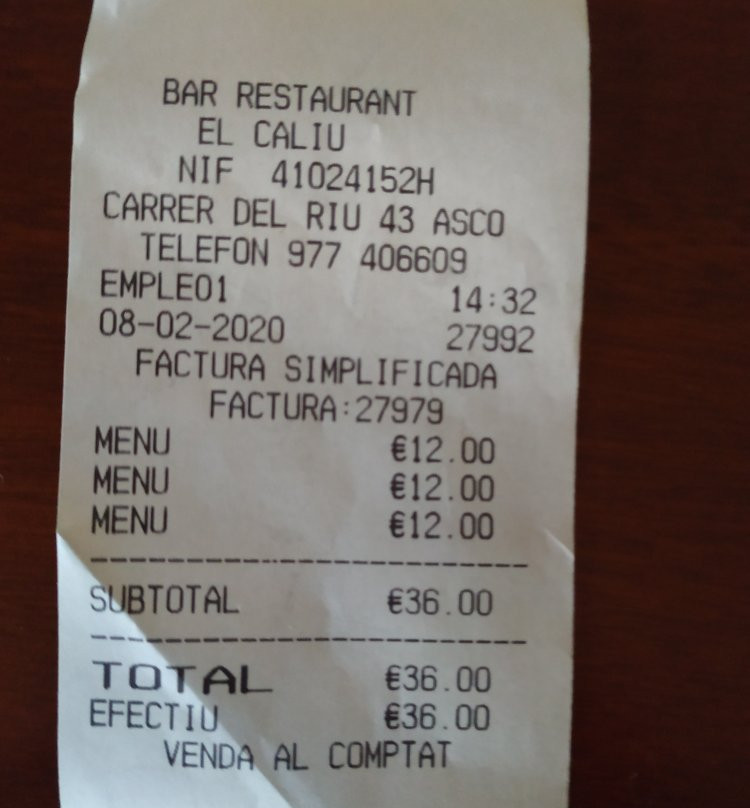 BAR RESTAURANT
EL CALIU
NIF 41024152H
CARRER DEL RIU 43 ASCO
TELEFON 977 406609
EMPLE01 14:32
08-02-2020 27992
FACTURA SIMPLIFICADA
FACTURA:27979
MENU €12.00
MENU €12.00
MENU €12.00
SUBTOTAL €36.00
TOTAL €36.00
EFECTIU €36.00
VENDA AL COMPTAT